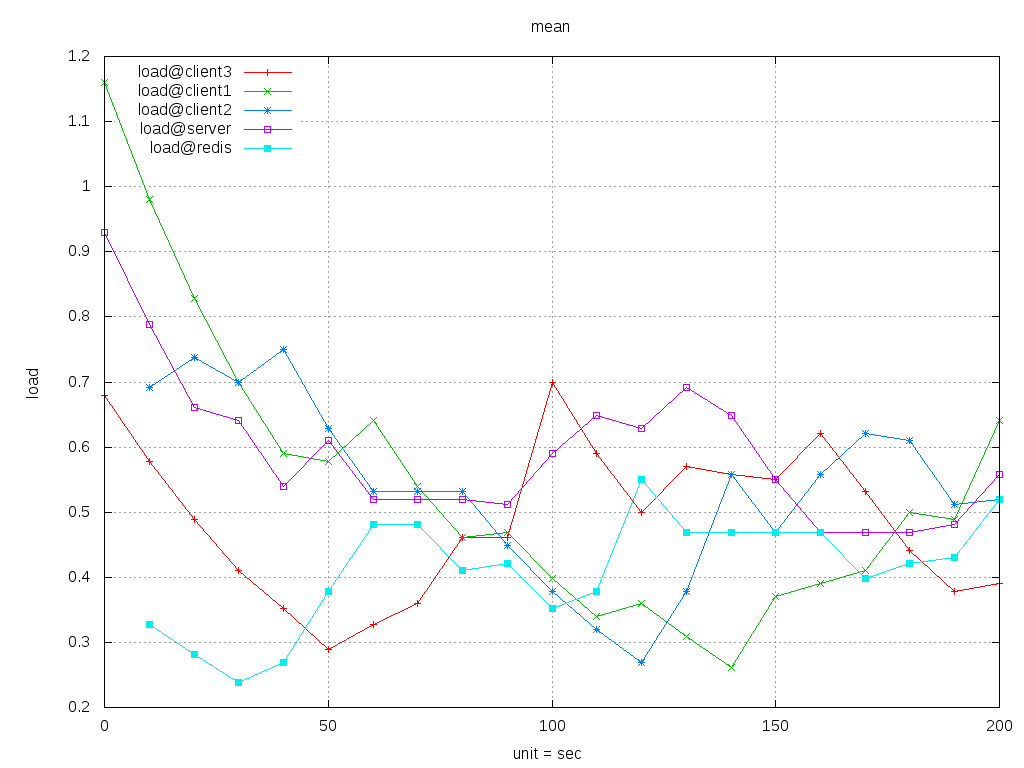 mean
1.2
1.1
1
0.9
0.8
0.7
0.6
0.5
0.4
0.3
0.2
load
load@client3
load@client1
load@client2
load@server
load@redis
0 50 100 150 200
unit = sec